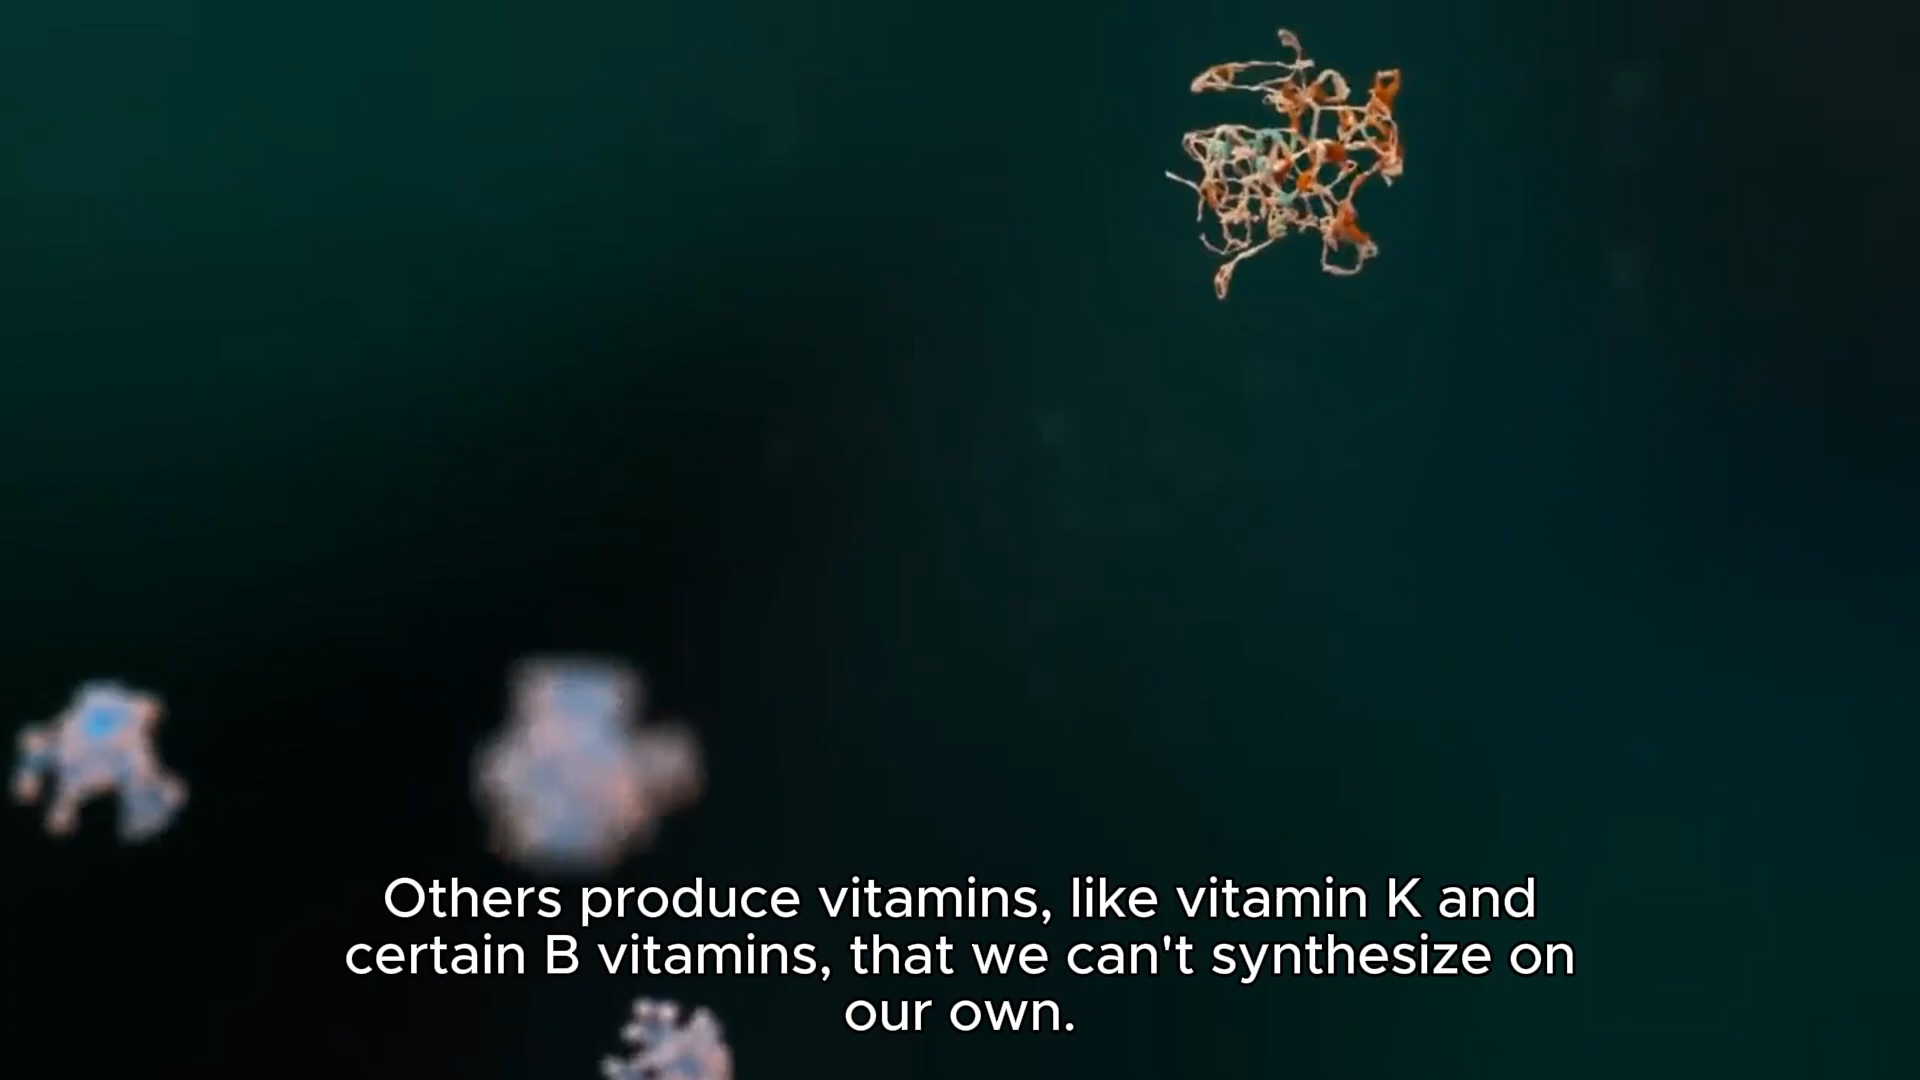 Others produce vitamins, like vitamin K and
certain B vitamins, that we can't synthesize on
our own.